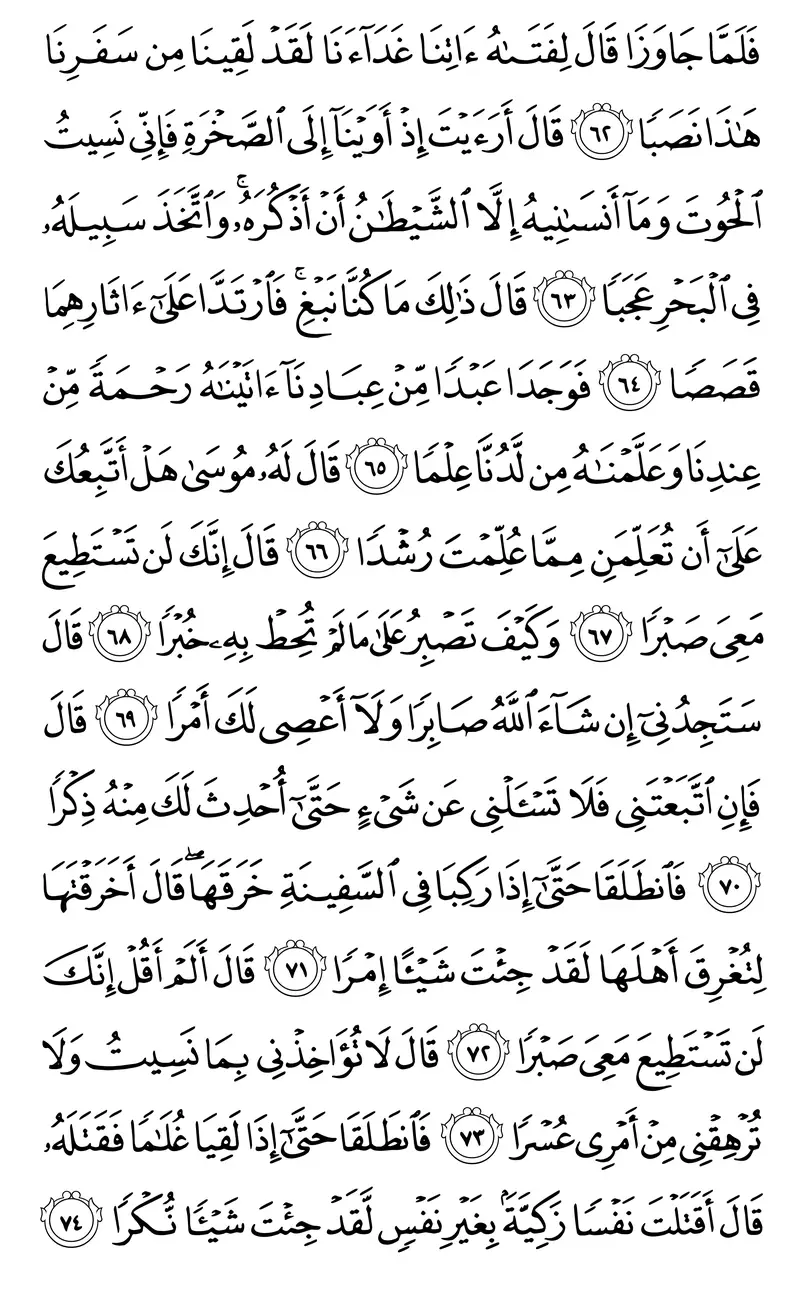 فَلَمَّا جَاوَزَا قَالَ لِفَتَىٰهُ ءَاتِنَا غَدَآءَنَا لَقَدْ لَقِينَا مِن سَفَرِنَا
هَـٰذَا نَصَبًا ٦٢ قَالَ أَرَءَيْتَ إِذْ أَوَيْنَآ إِلَى ٱلصَّخْرَةِ فَإِنِّى نَسِيتُ
ٱلْحُوتَ وَمَآ أَنسَىٰنِيهُ إِلَّا ٱلشَّيْطَـٰنُ أَنْ أَذْكُرَهُۥ ۚ وَٱتَّخَذَ سَبِيلَهُۥ
فِى ٱلْبَحْرِ عَجَبًا ٦٣ قَالَ ذَٰلِكَ مَا كُنَّا نَبْغِ ۚ فَٱرْتَدَّا عَلَىٰٓ ءَاثَارِهِمَا
قَصَصًا ٦٤ فَوَجَدَا عَبْدًا مِّنْ عِبَادِنَآ ءَاتَيْنَـٰهُ رَحْمَةً مِّنْ
عِندِنَا وَعَلَّمْنَـٰهُ مِن لَّدُنَّا عِلْمًا ٦٥ قَالَ لَهُۥ مُوسَىٰ هَلْ أَتَّبِعُكَ
عَلَىٰٓ أَن تُعَلِّمَنِ مِمَّا عُلِّمْتَ رُشْدًا ٦٦ قَالَ إِنَّكَ لَن تَسْتَطِيعَ
مَعِىَ صَبْرًا ٦٧ وَكَيْفَ تَصْبِرُ عَلَىٰ مَا لَمْ تُحِطْ بِهِۦ خُبْرًا ٦٨ قَالَ
سَتَجِدُنِىٓ إِن شَآءَ ٱللَّهُ صَابِرًا وَلَآ أَعْصِى لَكَ أَمْرًا ٦٩ قَالَ
فَإِنِ ٱتَّبَعْتَنِى فَلَا تَسْـَٔلْنِى عَن شَىْءٍ حَتَّىٰٓ أُحْدِثَ لَكَ مِنْهُ ذِكْرًا
٧٠ فَٱنطَلَقَا حَتَّىٰٓ إِذَا رَكِبَا فِى ٱلسَّفِينَةِ خَرَقَهَا ۖ قَالَ أَخَرَقْتَهَا
لِتُغْرِقَ أَهْلَهَا لَقَدْ جِئْتَ شَيْـًٔا إِمْرًا ٧١ قَالَ أَلَمْ أَقُلْ إِنَّكَ
لَن تَسْتَطِيعَ مَعِىَ صَبْرًا ٧٢ قَالَ لَا تُؤَاخِذْنِى بِمَا نَسِيتُ وَلَا
تُرْهِقْنِى مِنْ أَمْرِى عُسْرًا ٧٣ فَٱنطَلَقَا حَتَّىٰٓ إِذَا لَقِيَا غُلَـٰمًا فَقَتَلَهُۥ
قَالَ أَقَتَلْتَ نَفْسًا زَكِيَّةًۢ بِغَيْرِ نَفْسٍ لَّقَدْ جِئْتَ شَيْـًٔا نُّكْرًا ٧٤